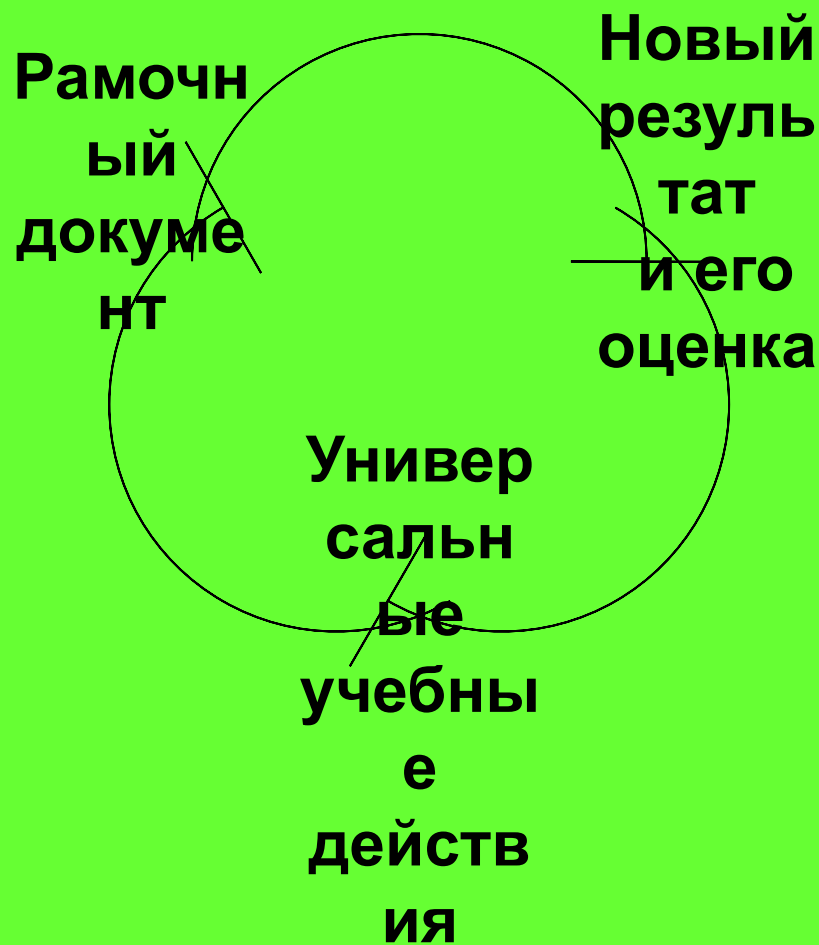 Рамочн
ый
докуме
нт
Новый
резуль
тат
и его
оценка
Универ
сальн
ые
учебны
е
действ
ия